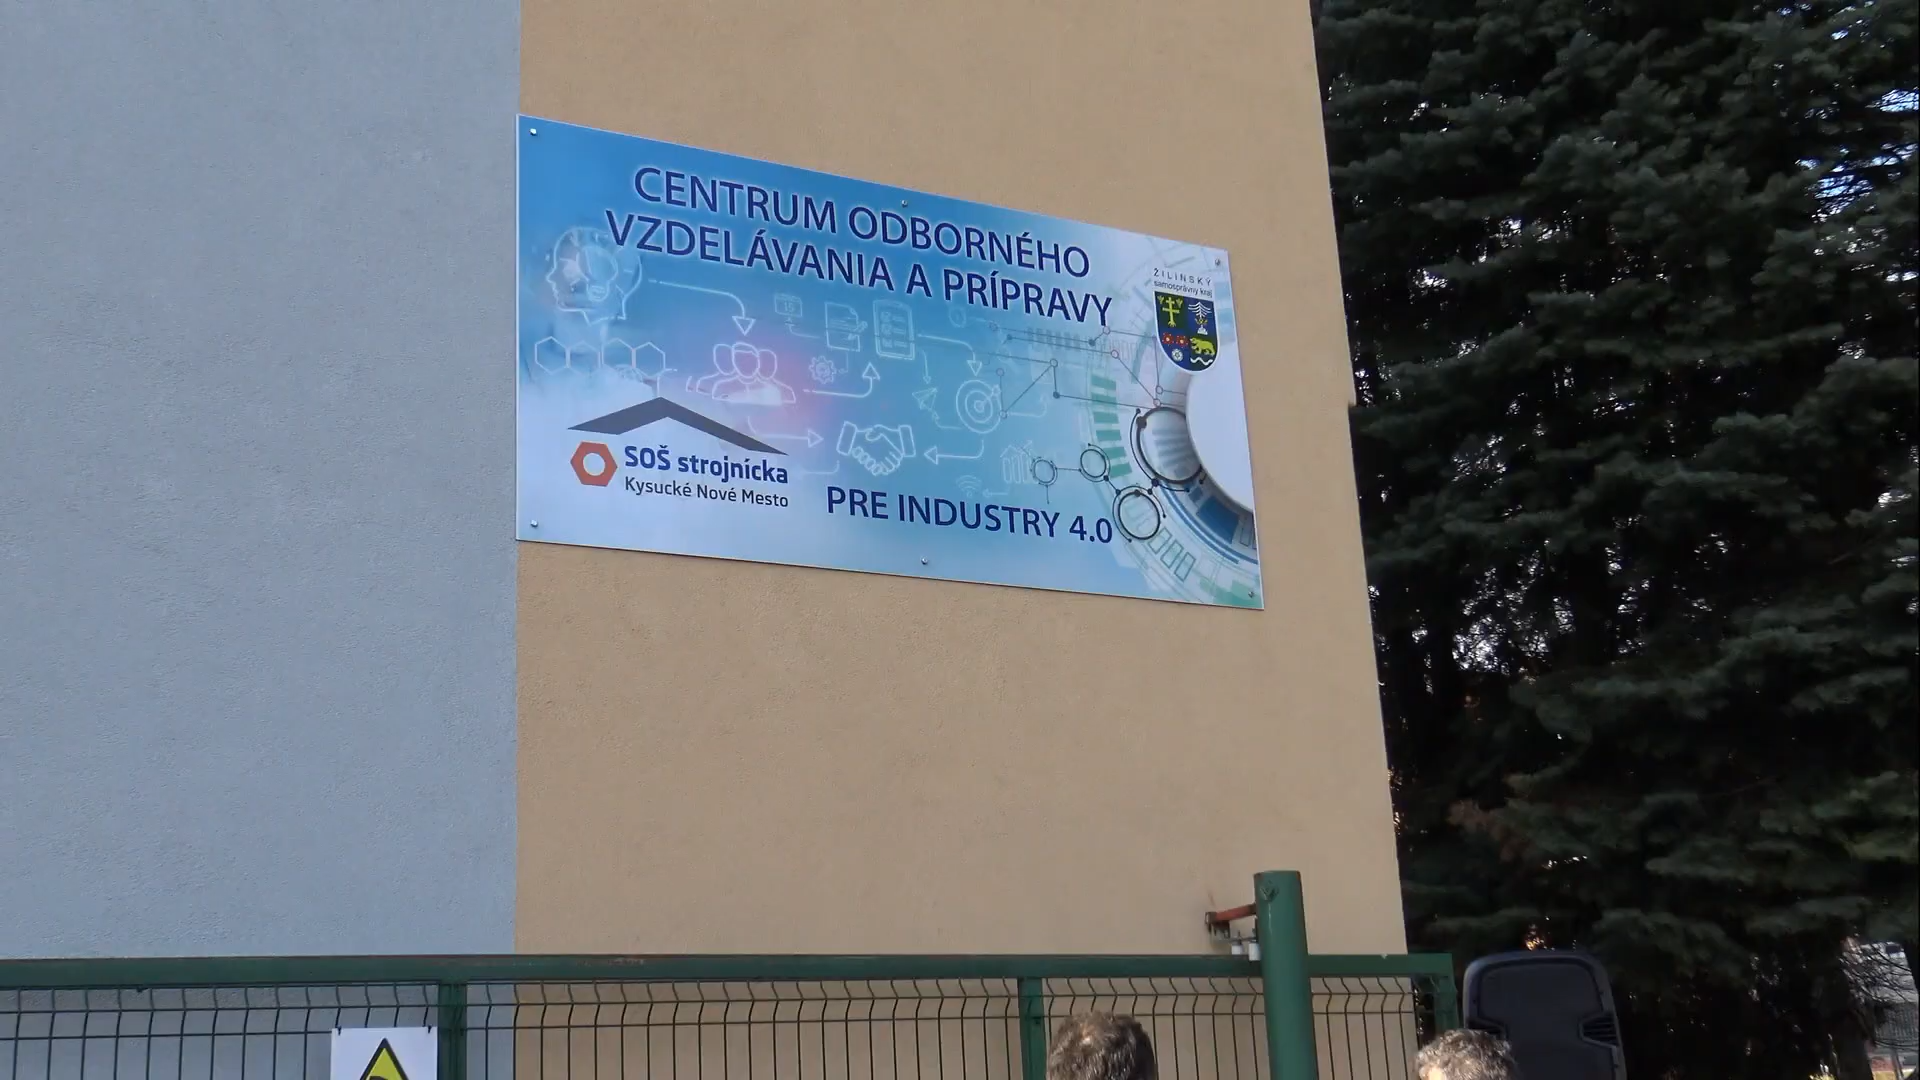 CENTRUM ODBORNÉHO
VZDELÁVANIA A PRÍPRAVY
ŽILINSKÝ
samosprávny kraj
SOŠ strojnícka
Kysucké Nové Mesto
PRE INDUSTRY 4.0